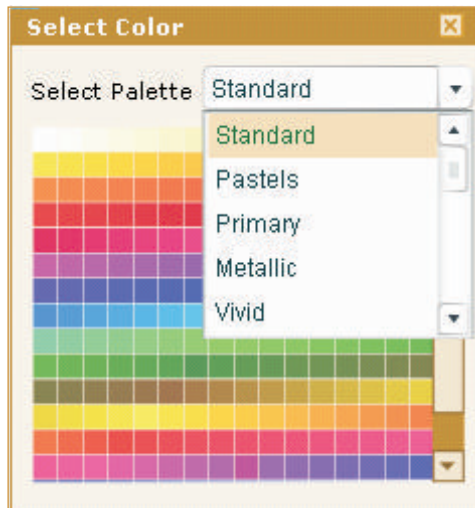 Select Color
Select Palette Standard
Standard
Pastels
Primary
Metallic
Vivid